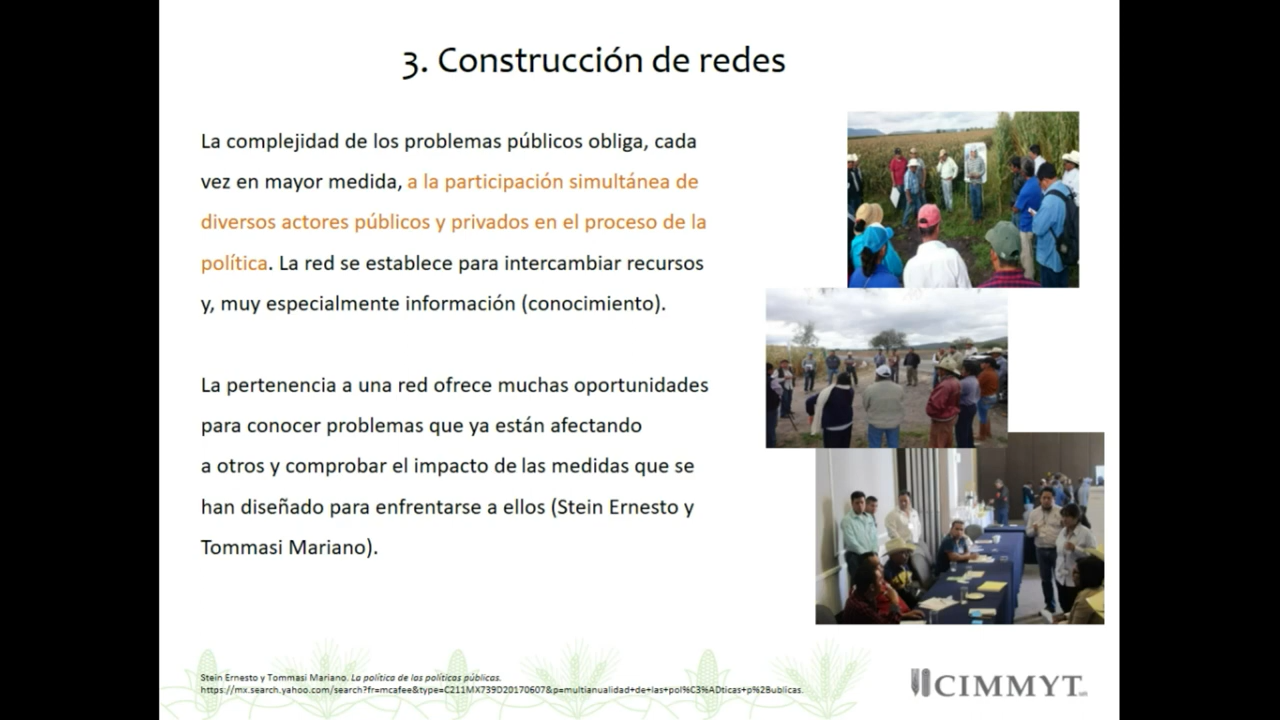 3. Construcción de redes
La complejidad de los problemas públicos obliga, cada
vez en mayor medida, a la participación simultánea de
diversos actores públicos y privados en el proceso de la
política. La red se establece para intercambiar recursos
y, muy especialmente información (conocimiento).
La pertenencia a una red ofrece muchas oportunidades
para conocer problemas que ya están afectando
a otros y comprobar el impacto de las medidas que se
han diseñado para enfrentarse a ellos (Stein Ernesto y
Tommasi Mariano).
Stein Ernesto y Tommasi Mariano. La política de las políticas públicas.
https://mx.search.yahoo.com/search?fr=mcafee&type=C211MX739D20170607&p=multianualidad+de+las+pol%C3%ADticas+p%2Bublicas.
CIMMYT